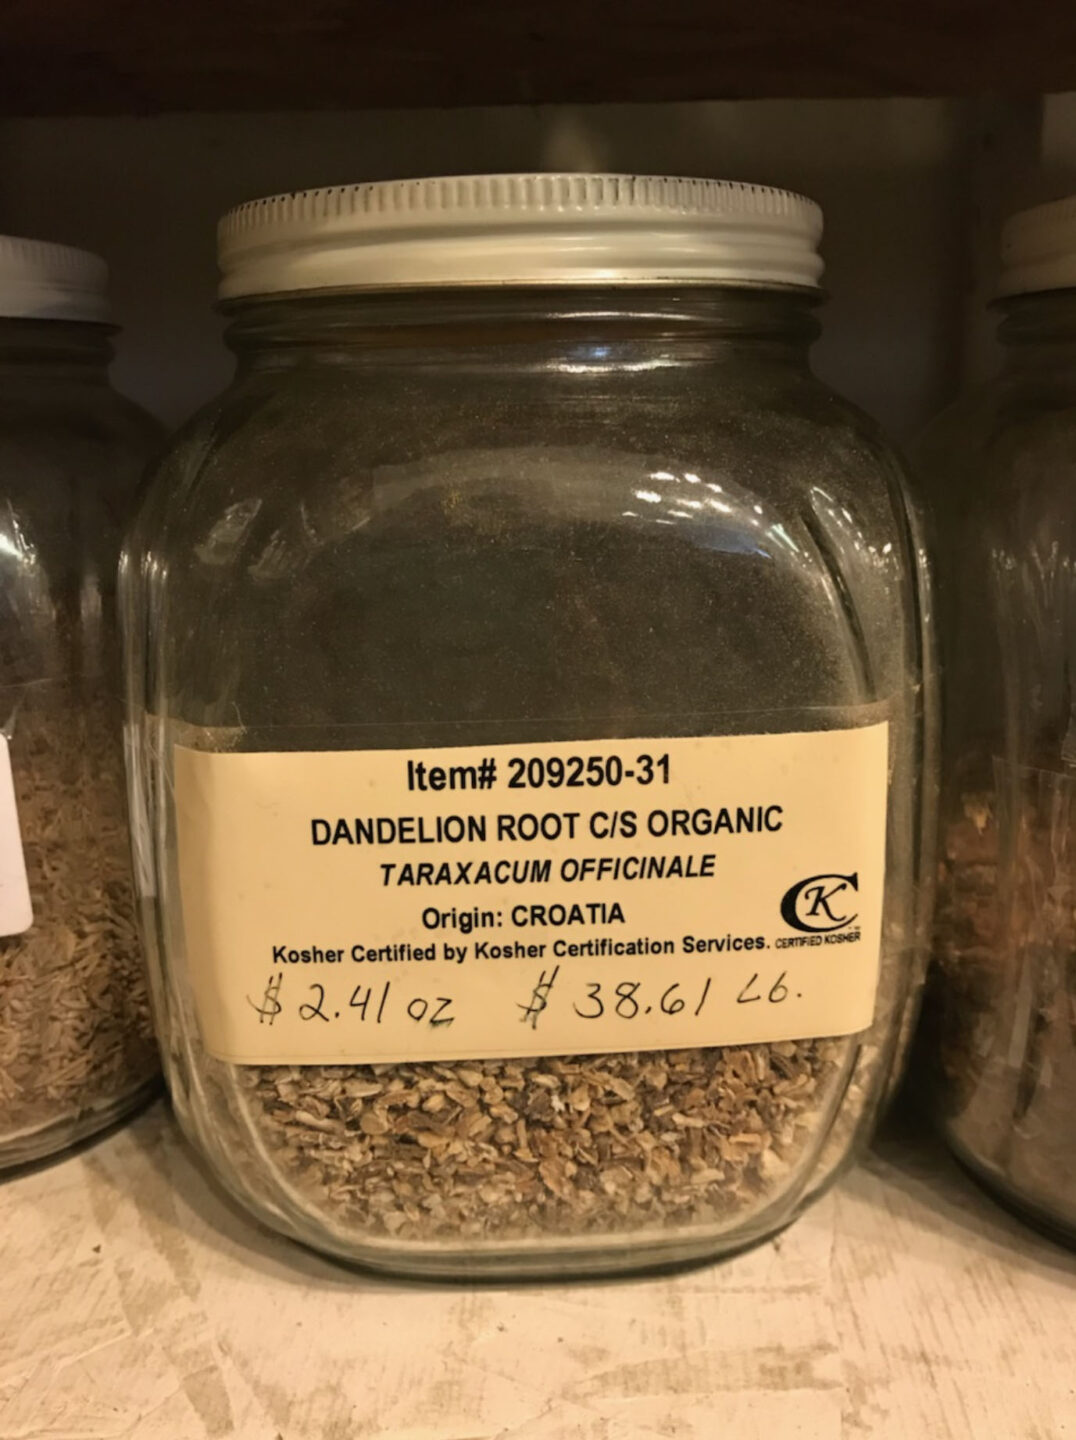 Item# 209250-31
DANDELION ROOT C/S ORGANIC
TARAXACUM OFFICINALE
Origin: CROATIA
CK
Kosher Certified by Kosher Certification Services. CERTIFIED KOSHER
$ 2.41 oz $ 38.61 Lb.